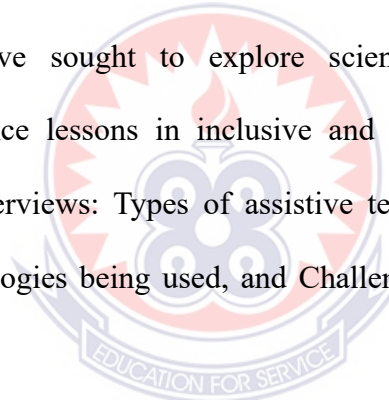 ve sought to explore scien
ce lessons in inclusive and
erviews: Types of assistive te
ogies being used, and Challen
EDUCATION FOR SERVICE